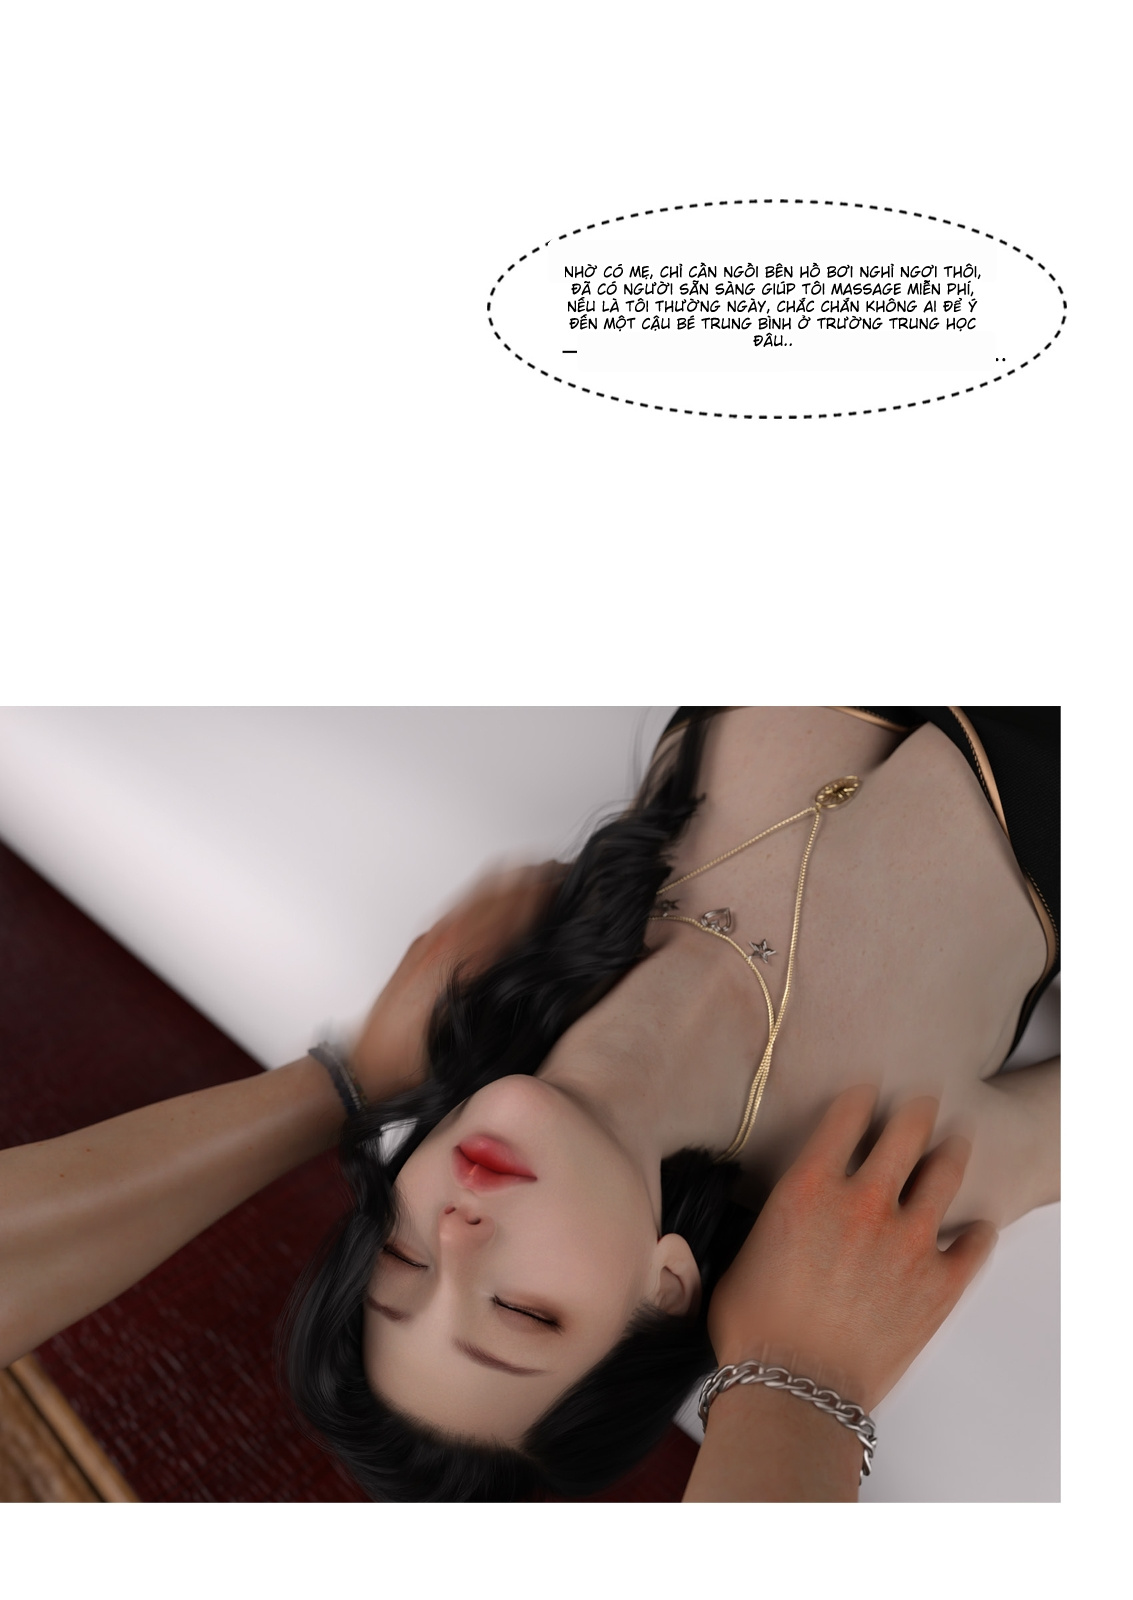 NHỜ CÓ MẸ, CHỈ CẦN NGỒI BÊN HỒ BƠI NGHỈ NGƠI THÔI,
ĐÃ CÓ NGƯỜI SẴN SÀNG GIÚP TÔI MASSAGE MIỄN PHÍ,
NẾU LÀ TÔI THƯỜNG NGÀY, CHẮC CHẮN KHÔNG AI ĐỂ Ý
ĐẾN MỘT CẬU BÉ TRUNG BÌNH Ở TRƯỜNG TRUNG HỌC
ĐÂU..